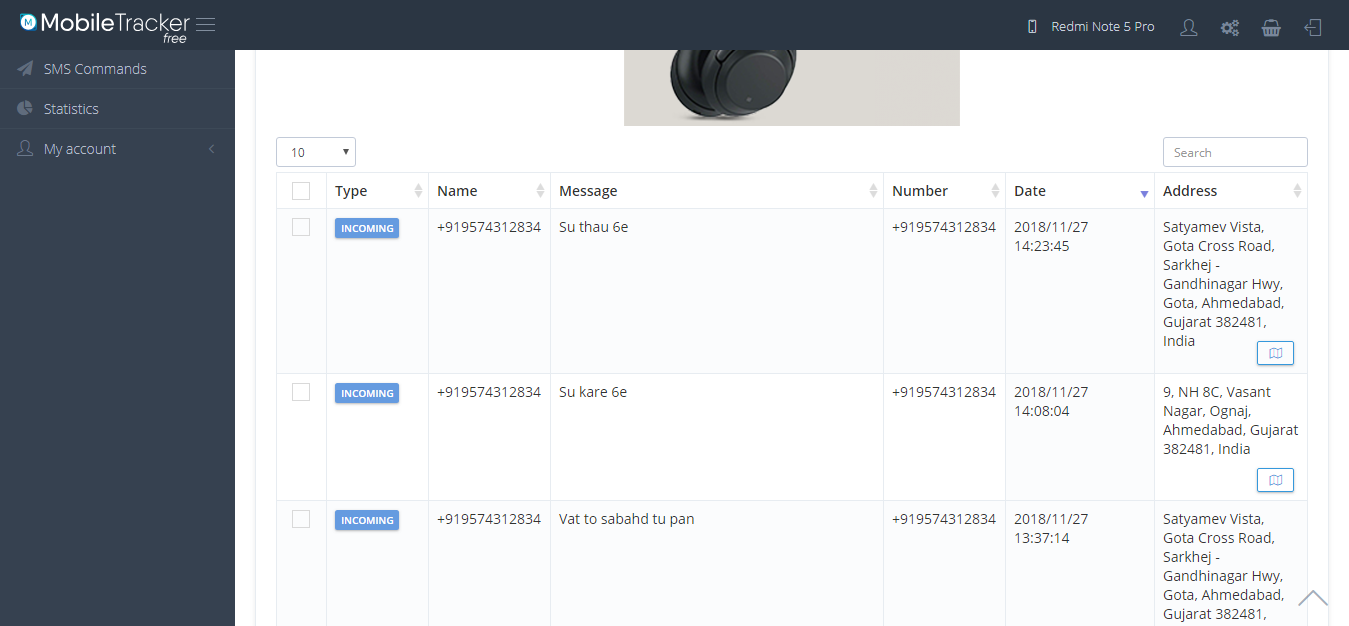 MobileTracker
free
Redmi Note 5 Pro
SMS Commands
Statistics
My account
10
Search
Type Name Message Number Date Address
INCOMING +919574312834 Su thau 6e +919574312834 2018/11/27 Satyamev Vista,
14:23:45 Gota Cross Road,
Sarkhej -
Gandhinagar Hwy,
Gota, Ahmedabad,
Gujarat 382481,
India
INCOMING +919574312834 Su kare 6e +919574312834 2018/11/27 9, NH 8C, Vasant
14:08:04 Nagar, Ognaj,
Ahmedabad, Gujarat
382481, India
INCOMING +919574312834 Vat to sabahd tu pan +919574312834 2018/11/27 Satyamev Vista,
13:37:14 Gota Cross Road,
Sarkhej -
Gandhinagar Hwy,
Gota, Ahmedabad,
Gujarat 382481,